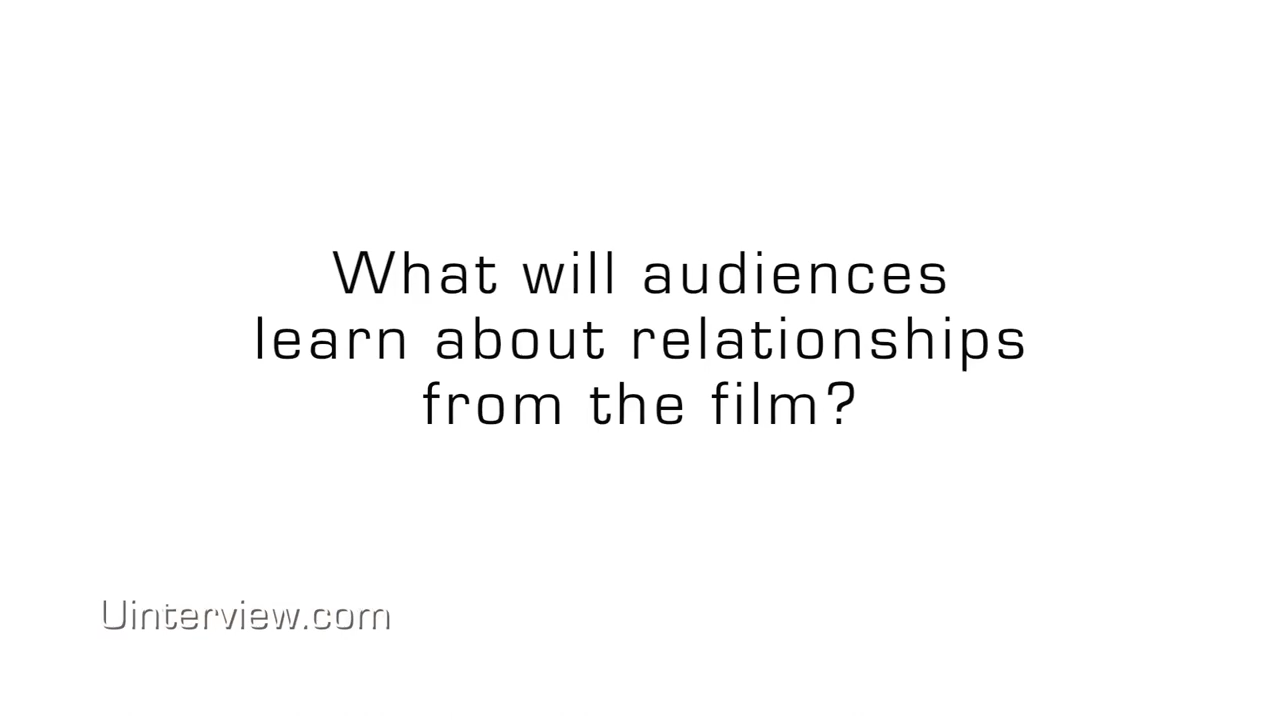 What will audiences
learn about relationships
from the film?
Uinterview.com